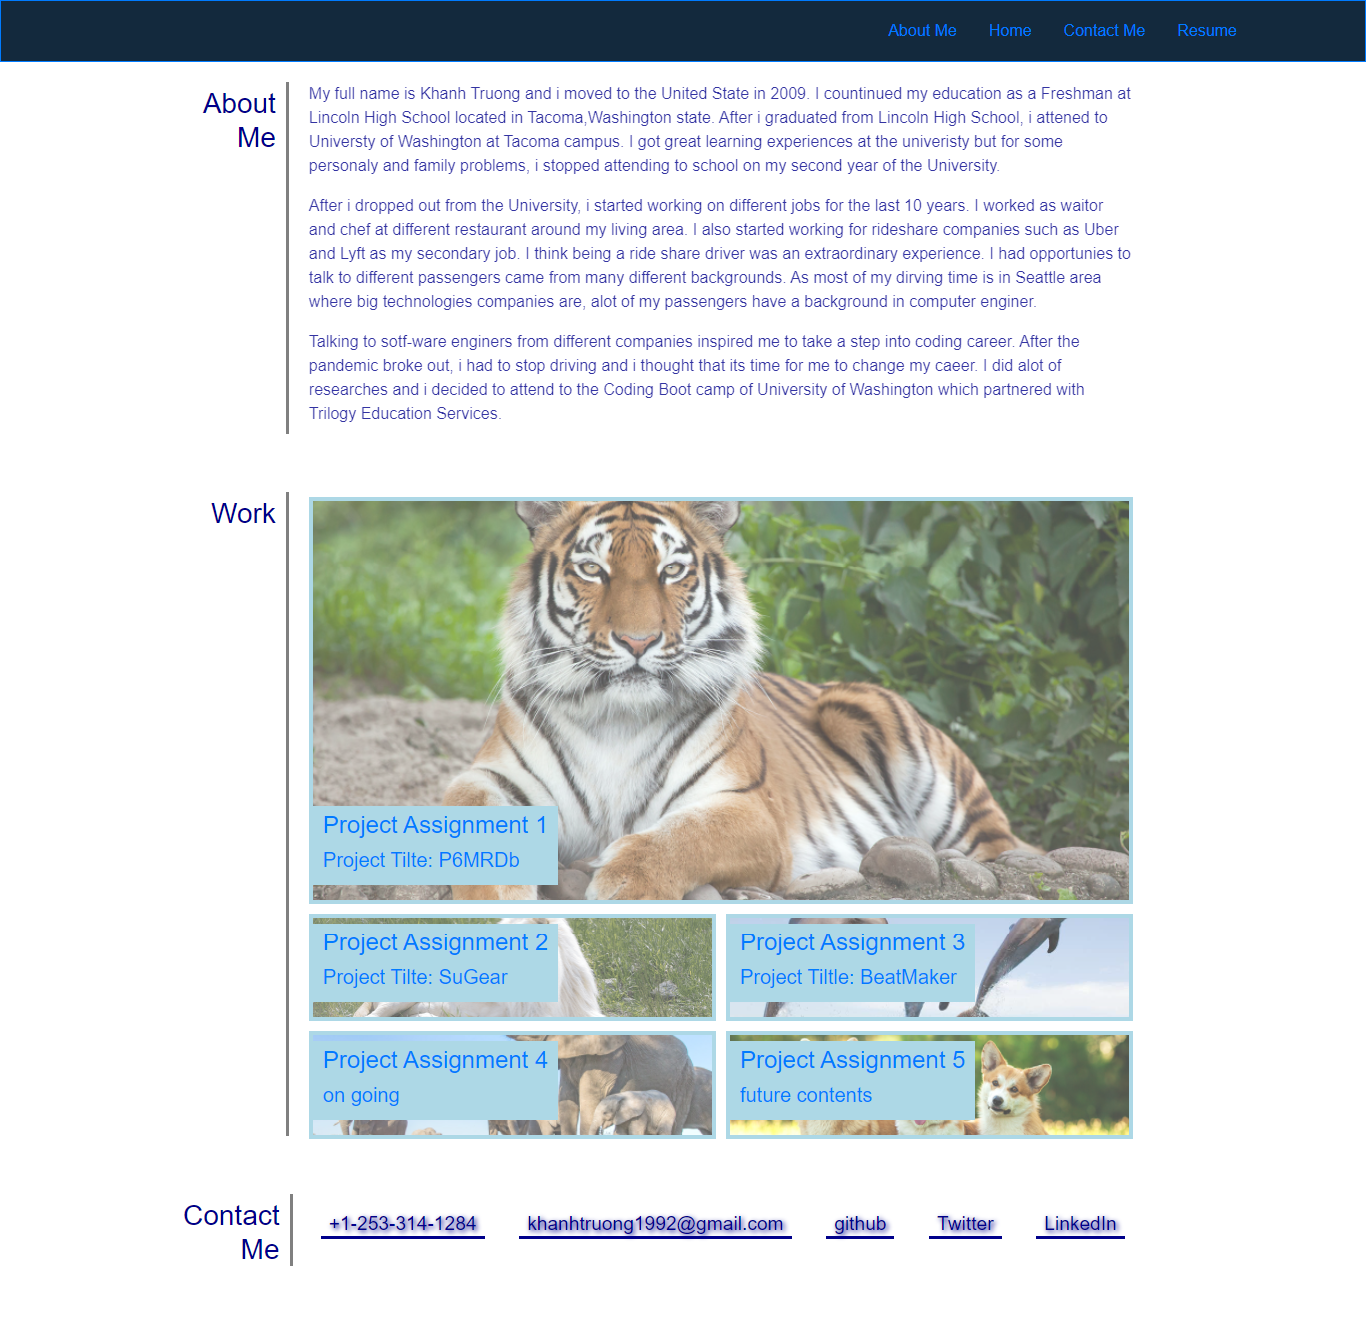 About Me Home Contact Me Resume
About
Me
My full name is Khanh Truong and i moved to the United State in 2009. I countinued my education as a Freshman at
Lincoln High School located in Tacoma,Washington state. After i graduated from Lincoln High School, i attened to
Universty of Washington at Tacoma campus. I got great learning experiences at the univeristy but for some
personaly and family problems, i stopped attending to school on my second year of the University.
After i dropped out from the University, i started working on different jobs for the last 10 years. I worked as waitor
and chef at different restaurant around my living area. I also started working for rideshare companies such as Uber
and Lyft as my secondary job. I think being a ride share driver was an extraordinary experience. I had opportunies to
talk to different passengers came from many different backgrounds. As most of my dirving time is in Seattle area
where big technologies companies are, alot of my passengers have a background in computer enginer.
Talking to sotf-ware enginers from different companies inspired me to take a step into coding career. After the
pandemic broke out, i had to stop driving and i thought that its time for me to change my caeer. I did alot of
researches and i decided to attend to the Coding Boot camp of University of Washington which partnered with
Trilogy Education Services.
Work
Project Assignment 1
Project Tilte: P6MRDb
Project Assignment 2
Project Tilte: SuGear
Project Assignment 3
Project Tiltle: BeatMaker
Project Assignment 4
on going
Project Assignment 5
future contents
Contact
Me
+1-253-314-1284 khanhtruong1992@gmail.com github Twitter LinkedIn